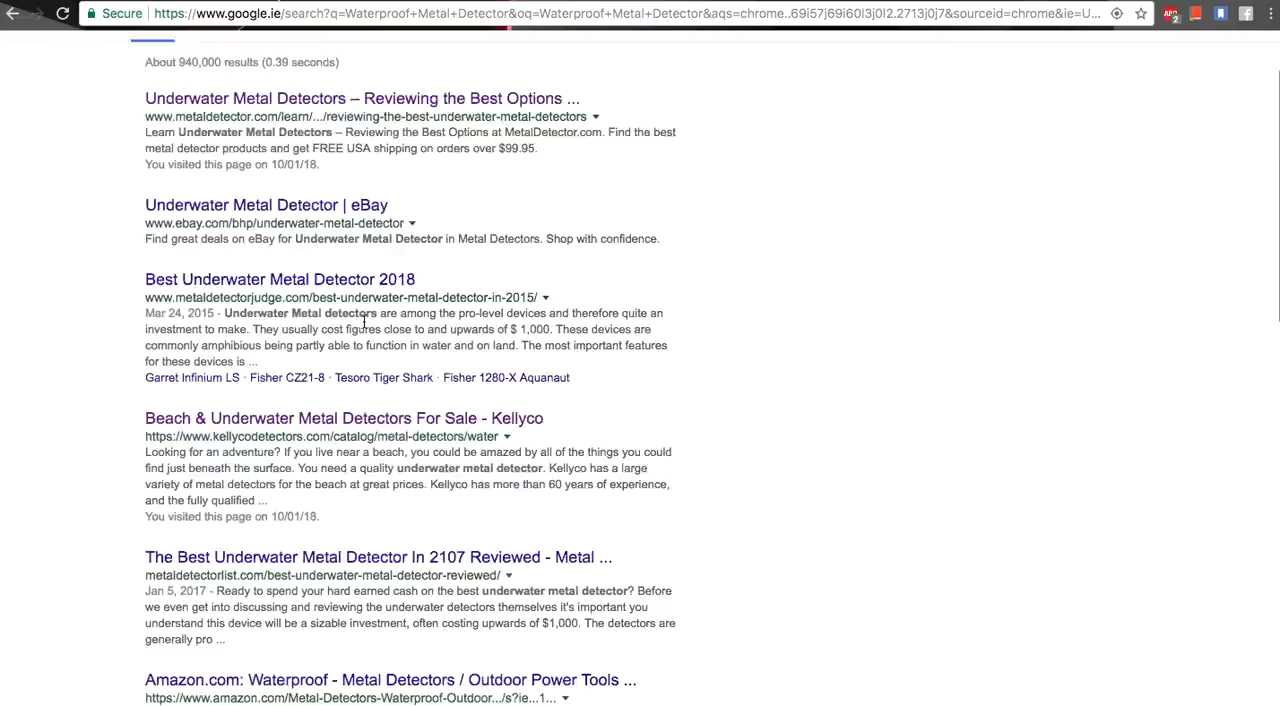 Secure https://www.google.ie/search?q=Waterproof+Metal+Detector&oq=Waterproof+Metal+Detector&aqs=chrome..69i57j69i60l3j0l2.2713j0j7&sourceid=chrome&ie=U... ABP 2
About 940,000 results (0.39 seconds)
Underwater Metal Detectors – Reviewing the Best Options ...
www.metaldetector.com/learn/.../reviewing-the-best-underwater-metal-detectors
Learn Underwater Metal Detectors – Reviewing the Best Options at MetalDetector.com. Find the best
metal detector products and get FREE USA shipping on orders over $99.95.
You visited this page on 10/01/18.
Underwater Metal Detector | eBay
www.ebay.com/bhp/underwater-metal-detector
Find great deals on eBay for Underwater Metal Detector in Metal Detectors. Shop with confidence.
Best Underwater Metal Detector 2018
www.metaldetectorjudge.com/best-underwater-metal-detector-in-2015/
Mar 24, 2015 - Underwater Metal detectors are among the pro-level devices and therefore quite an
investment to make. They usually cost figures close to and upwards of $ 1,000. These devices are
commonly amphibious being partly able to function in water and on land. The most important features
for these devices is ...
Garret Infinium LS · Fisher CZ21-8 · Tesoro Tiger Shark · Fisher 1280-X Aquanaut
Beach & Underwater Metal Detectors For Sale - Kellyco
https://www.kellycodetectors.com/catalog/metal-detectors/water
Looking for an adventure? If you live near a beach, you could be amazed by all of the things you could
find just beneath the surface. You need a quality underwater metal detector. Kellyco has a large
variety of metal detectors for the beach at great prices. Kellyco has more than 60 years of experience,
and the fully qualified ...
You visited this page on 10/01/18.
The Best Underwater Metal Detector In 2107 Reviewed - Metal ...
metaldetectorlist.com/best-underwater-metal-detector-reviewed/
Jan 5, 2017 - Ready to spend your hard earned cash on the best underwater metal detector? Before
we even get into discussing and reviewing the underwater detectors themselves it's important you
understand this device will be a sizable investment, often costing upwards of $1,000. The detectors are
generally pro ...
Amazon.com: Waterproof - Metal Detectors / Outdoor Power Tools ...
https://www.amazon.com/Metal-Detectors-Waterproof-Outdoor.../s?ie...1...